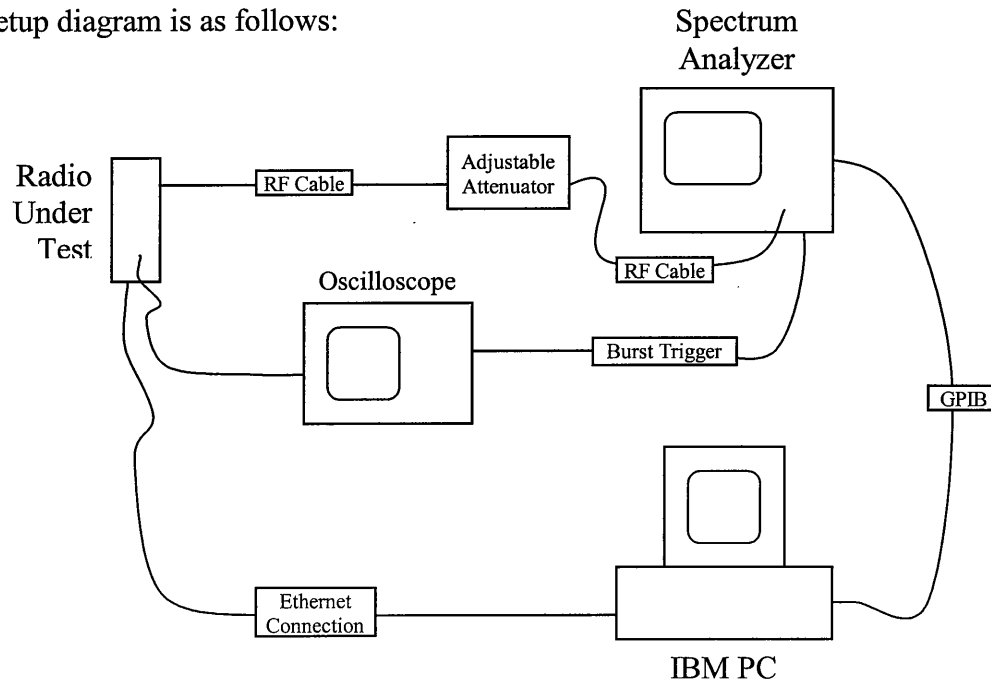 etup diagram is as follows:
Spectrum
Analyzer
Radio
Under
Test
RF Cable
Adjustable
Attenuator
RF Cable
Oscilloscope
Burst Trigger
GPIB
Ethernet
Connection
IBM PC